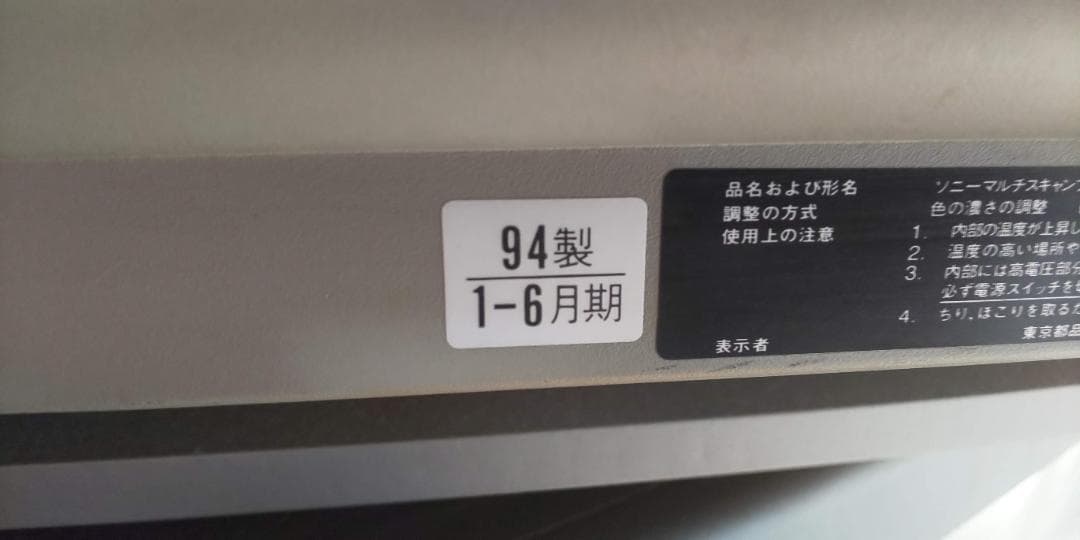 94製
1-6月期
品名および形名 ソニーマルチスキャン
調整の方式 色の濃さの調整
使用上の注意 1. 内部の温度が上昇し
2. 温度の高い場所や
3. 内部には高電圧部分
必ず電源スイッチを
4. ちり、ほこりを取る
表示者 東京都品